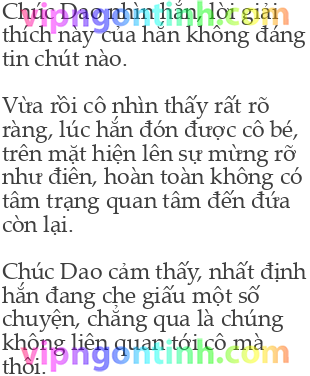 Chúc Dao nhìn hắn, lời giải
thích này của hắn không đáng
tin chút nào.
Vừa rồi cô nhìn thấy rất rõ
ràng, lúc hắn đón được cô bé,
trên mặt hiện lên sự mừng rỡ
như điên, hoàn toàn không có
tâm trạng quan tâm đến đứa
còn lại.
Chúc Dao cảm thấy, nhất định
hắn đang che giấu một số
chuyện, chẳng qua là chúng
không liên quan tới cô mà
thôi.
vipngontinh.com
vipngontinh.com